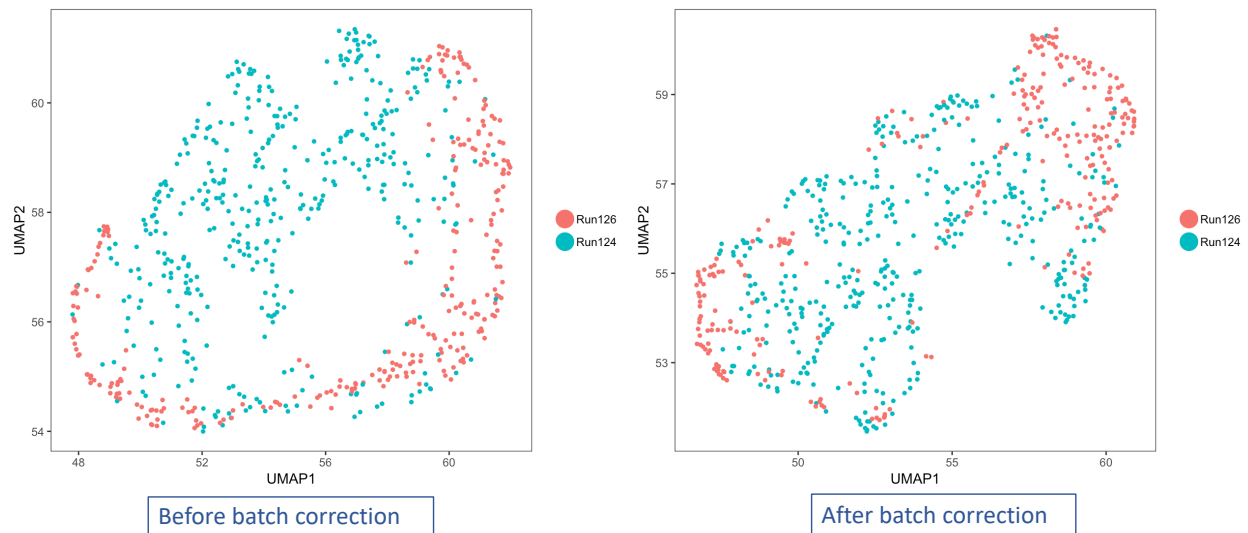 60
58
56
54
UMAP2
48
52
56
60
UMAP1
Run126
Run124
Before batch correction
59
57
55
53
UMAP2
50
55
60
UMAP1
Run126
Run124
After batch correction